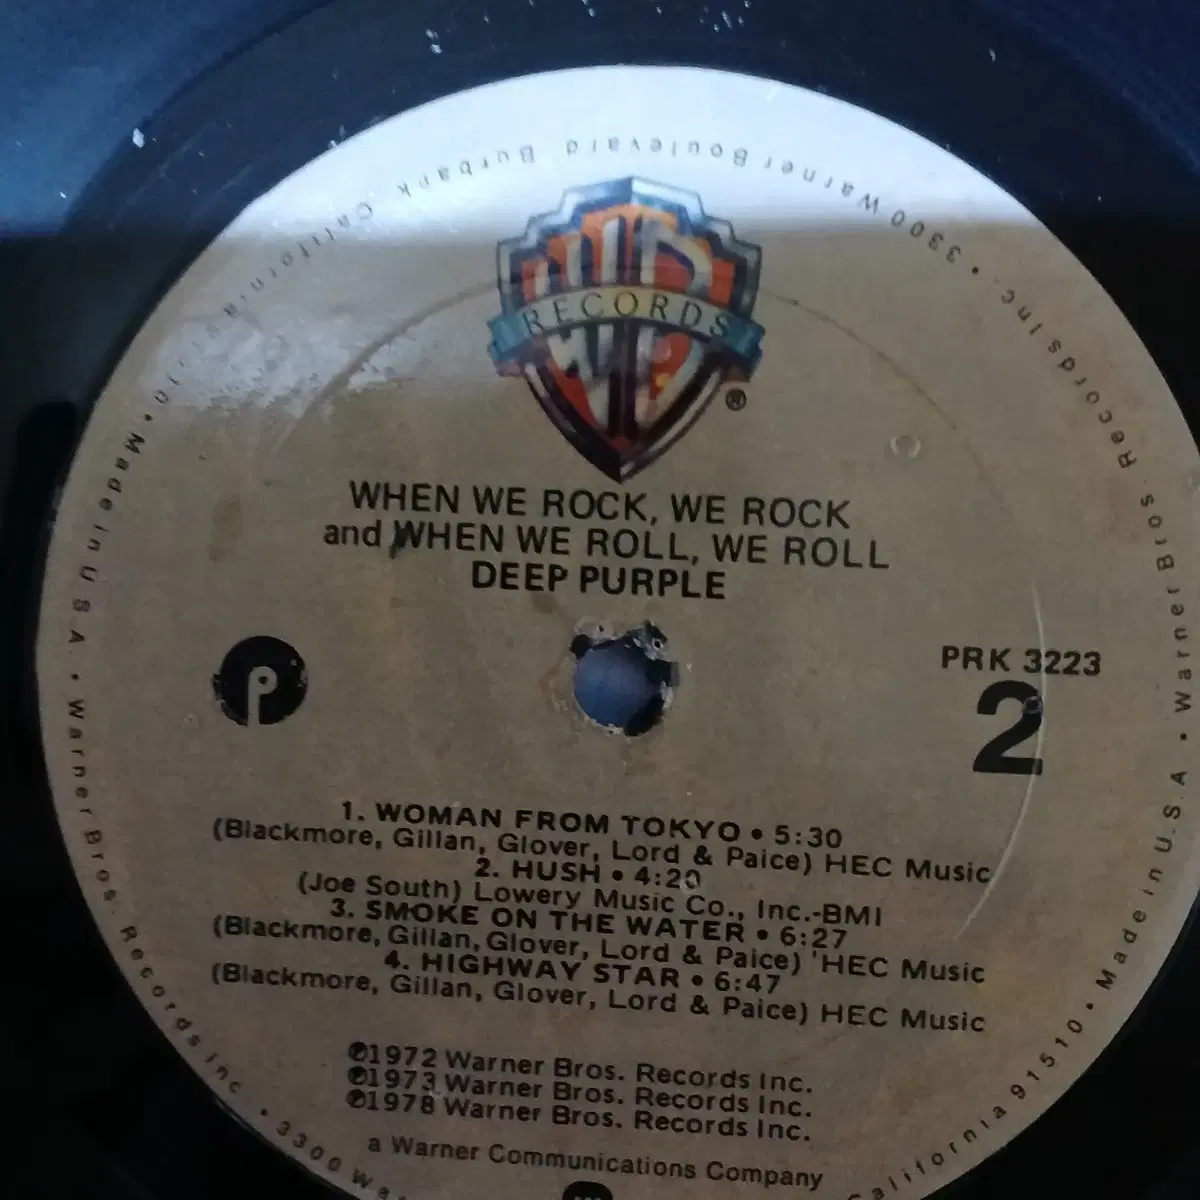 WB
RECORDS
®
WHEN WE ROCK, WE ROCK
and WHEN WE ROLL, WE ROLL
DEEP PURPLE
P
PRK 3223
2
1. WOMAN FROM TOKYO • 5:30
(Blackmore, Gillan, Glover, Lord & Paice) HEC Music
2. HUSH • 4:20
(Joe South) Lowery Music Co., Inc.-BMI
3. SMOKE ON THE WATER • 6:27
(Blackmore, Gillan, Glover, Lord & Paice) HEC Music
4. HIGHWAY STAR • 6:47
(Blackmore, Gillan, Glover, Lord & Paice) HEC Music
℗1972 Warner Bros. Records Inc.
℗1973 Warner Bros. Records Inc.
℗1978 Warner Bros. Records Inc.
a Warner Communications Company
Made in U.S.A. • Warner Bros. Records Inc. • 3300
California 91510 • Made in U.S.A. • Warner Bros. Records Inc. • 3300 Warner Boulevard Burbank California